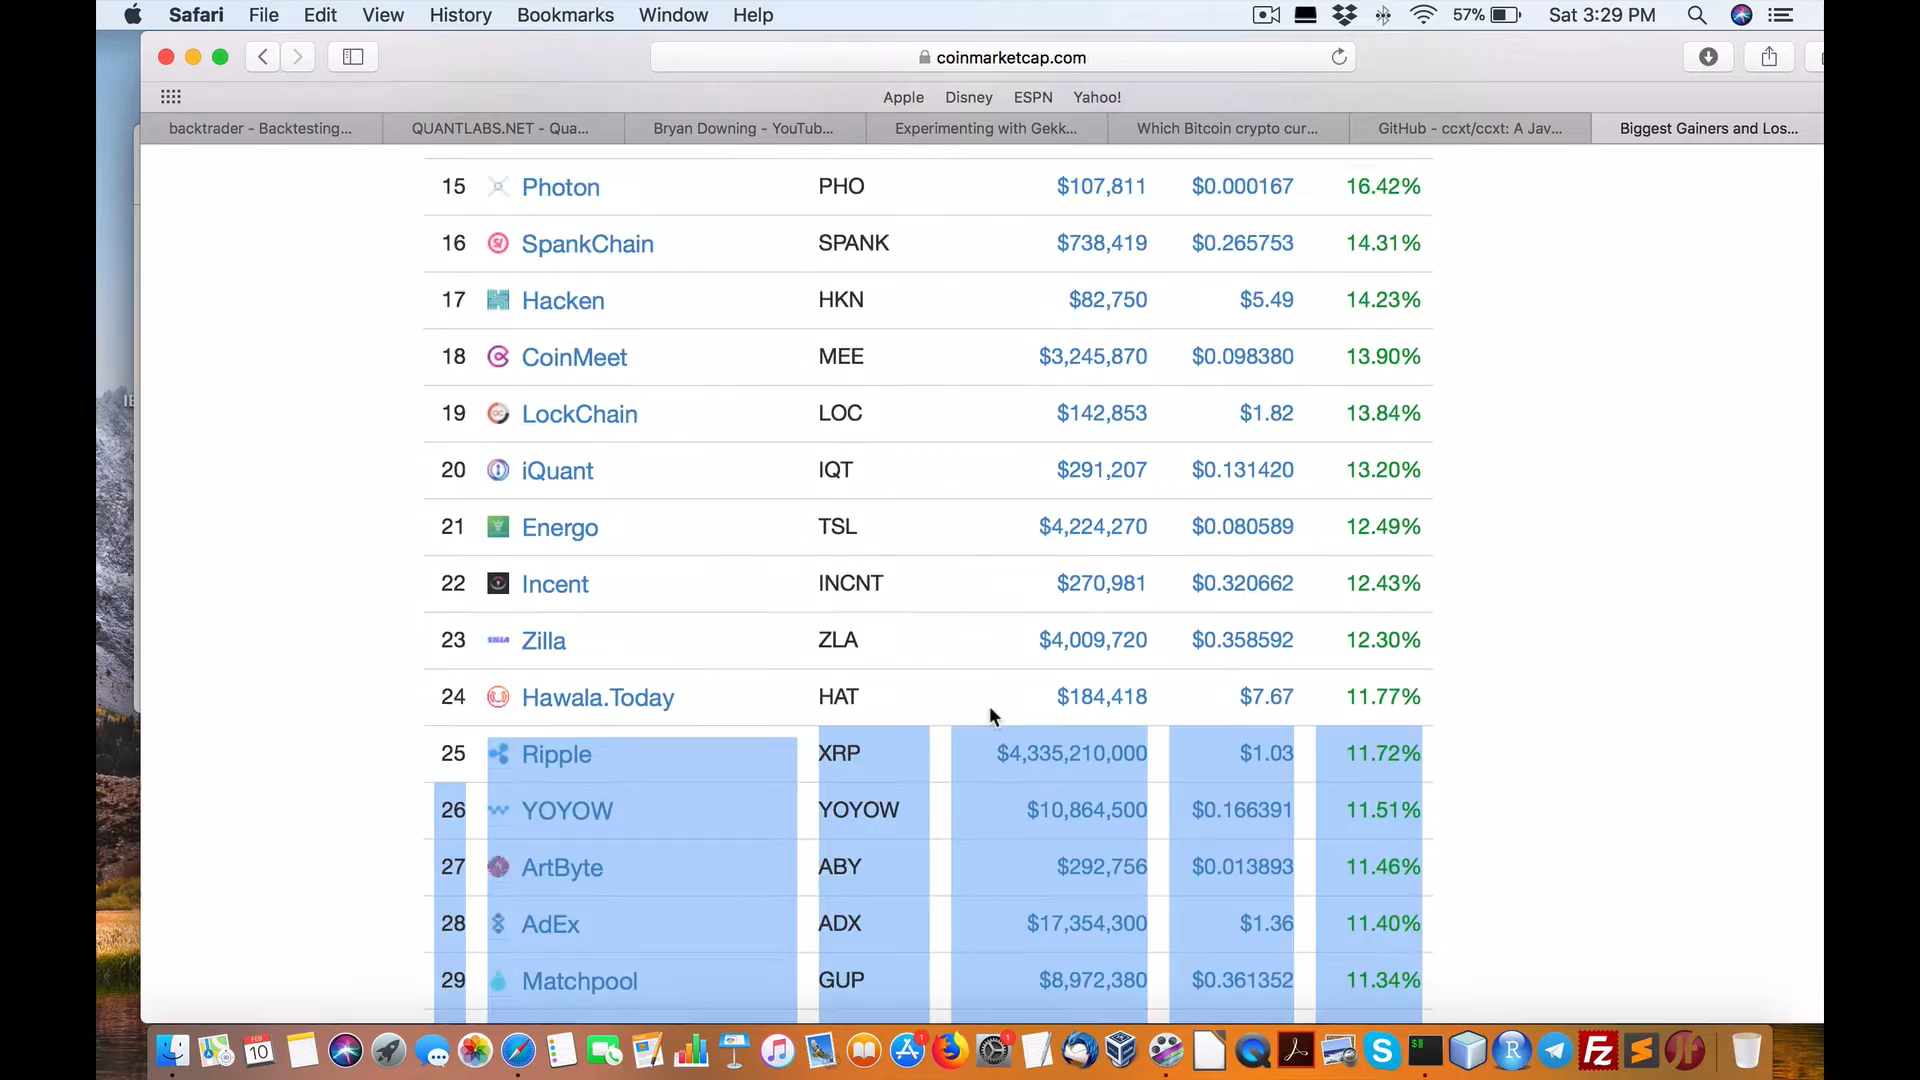 Safari File Edit View History Bookmarks Window Help 57% Sat 3:29 PM
coinmarketcap.com
Apple Disney ESPN Yahoo!
backtrader - Backtesting... QUANTLABS.NET - Qua... Bryan Downing - YouTub... Experimenting with Gekk... Which Bitcoin crypto cur... GitHub - ccxt/ccxt: A Jav... Biggest Gainers and Los...
15 Photon PHO $107,811 $0.000167 16.42%
16 SpankChain SPANK $738,419 $0.265753 14.31%
17 Hacken HKN $82,750 $5.49 14.23%
18 CoinMeet MEE $3,245,870 $0.098380 13.90%
19 LockChain LOC $142,853 $1.82 13.84%
20 iQuant IQT $291,207 $0.131420 13.20%
21 Energo TSL $4,224,270 $0.080589 12.49%
22 Incent INCNT $270,981 $0.320662 12.43%
23 Zilla ZLA $4,009,720 $0.358592 12.30%
24 Hawala.Today HAT $184,418 $7.67 11.77%
25 Ripple XRP $4,335,210,000 $1.03 11.72%
26 YOYOW YOYOW $10,864,500 $0.166391 11.51%
27 ArtByte ABY $292,756 $0.013893 11.46%
28 AdEx ADX $17,354,300 $1.36 11.40%
29 Matchpool GUP $8,972,380 $0.361352 11.34%
FEB
10